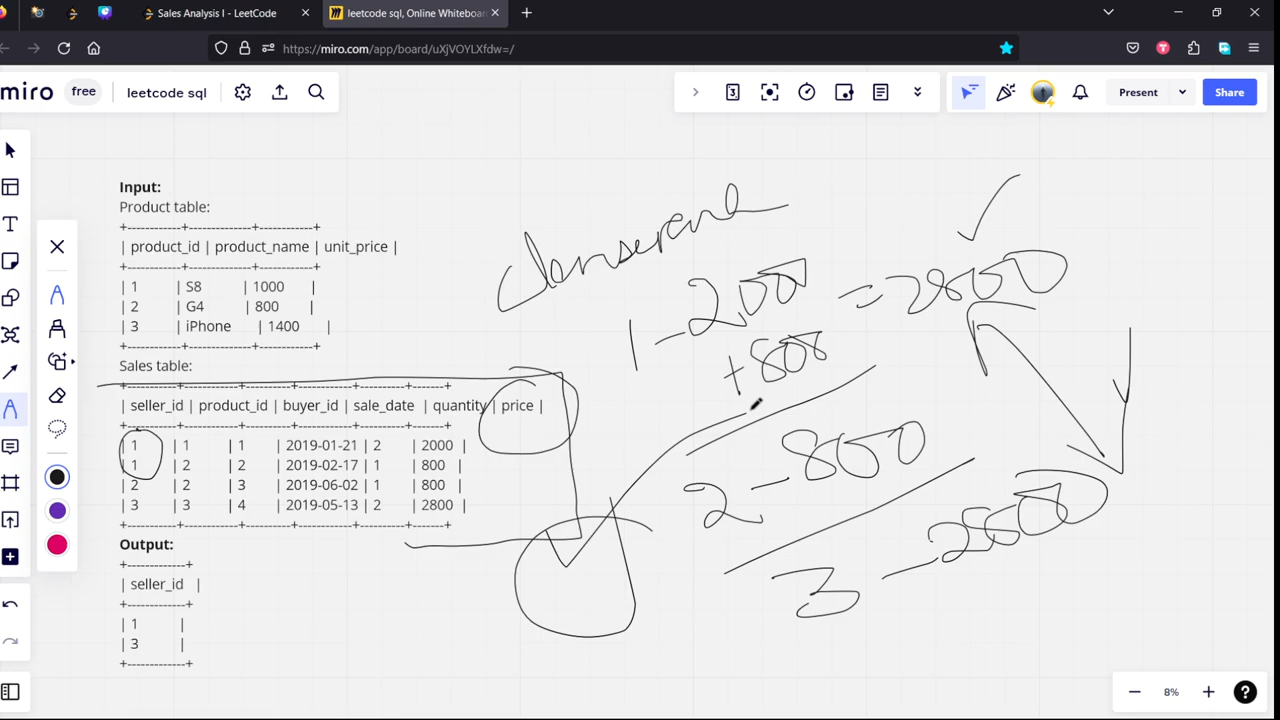 Sales Analysis I - LeetCode
leetcode sql, Online Whiteboard
https://miro.com/app/board/uXjVOYLXfdw=/
miro free leetcode sql
3
Present
Share
Input:
Product table:
+------------+--------------+------------+
| product_id | product_name | unit_price |
+------------+--------------+------------+
| 1 | S8 | 1000 |
| 2 | G4 | 800 |
| 3 | iPhone | 1400 |
+------------+--------------+------------+
Sales table:
+-----------+------------+----------+------------+----------+-------+
| seller_id | product_id | buyer_id | sale_date | quantity | price |
+-----------+------------+----------+------------+----------+-------+
| 1 | 1 | 1 | 2019-01-21 | 2 | 2000 |
| 1 | 2 | 2 | 2019-02-17 | 1 | 800 |
| 2 | 2 | 3 | 2019-06-02 | 1 | 800 |
| 3 | 3 | 4 | 2019-05-13 | 2 | 2800 |
+-----------+------------+----------+------------+----------+-------+
Output:
+-------------+
| seller_id |
+-------------+
| 1 |
| 3 |
+-------------+
1 - 2000 = 2800
+ 800
2 - 800
3 - 2800
8%